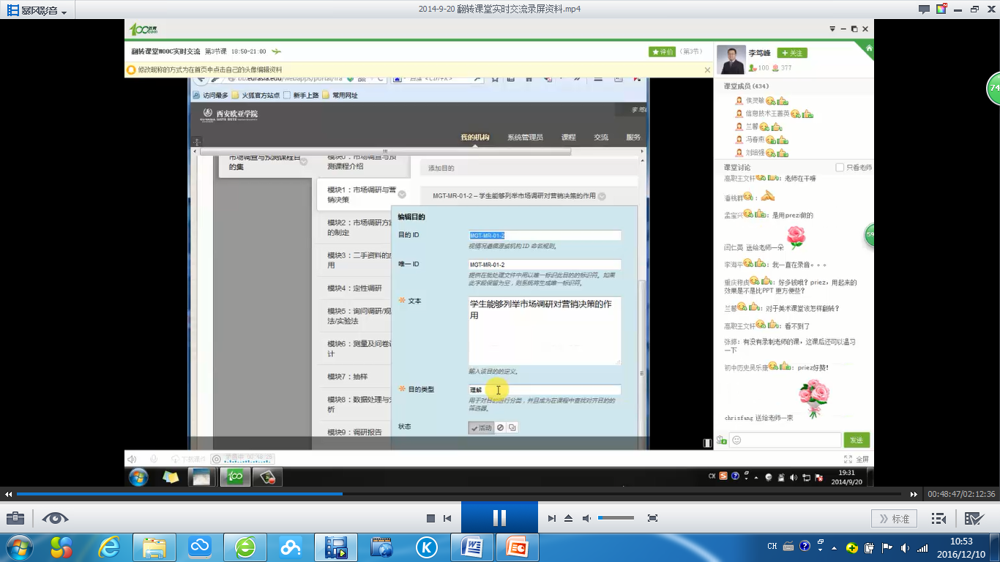 暴风影音
2014-9-20 翻转课堂实时交流录屏资料.mp4
100教育
.com
翻转课堂MOOC实时交流 第3节课 18:50-21:00
评价 (第3节)
修改昵称的方式为在首页中点击自己的头像编辑资料
李笃峰
+ 关注
100 377
课堂成员 (434)
侯灵敏
信息技术王蔷英
兰馨
冯春燕
刘培强
课堂讨论
只看老师
高职王文轩: 老师在干嘛
潘桃群:
孟宝兴: 是用prezi做的
闫仁英 送给老师一朵
李海平: 我一直在录音。。。
重庆程虎: 好多钱哦？priez，用起来的
效果是不是比PPT 更方便些？
兰馨: 对于美术课堂该怎样翻转？
高职王文轩: 看不到了
张婷: 有没有录制老师的课，这课后还可以温习
一下
初中历史吴乐康: priez好赞！
chrisfang 送给老师一束
发送
全屏
访问最多 火狐官方站点 新手上路 常用网址
西安欧亚学院
我的机构 系统管理员 课程 交流 服务
市场调查与预测课程目
的集
模块0：市场调查与预
测课程介绍
模块1：市场调研与营
销决策
模块2：市场调研方案
的制定
模块3：二手资料的应
用
模块4：定性调研
模块5：询问调研/观
法/实验法
模块6：测量及问卷设
计
模块7：抽样
模块8：数据处理与分
析
模块9：调研报告
添加目的
MGT-MR-01-2 – 学生能够列举市场调研对营销决策的作用
编辑目的
目的 ID
MGT-MR-01-2
视情况遵循源或机构 ID 命名规则。
唯一 ID
MGT-MR-01-2
提供在批处理文件中用以唯一标识此目的的标识符。如果
此字段保留为空，则系统将生成唯一标识符。
文本
学生能够列举市场调研对营销决策的作
用
输入该目的的定义。
目的类型
理解
用于对目的进行分类，并且成为在课程中查找对齐目的的
筛选器。
状态
活动
下载课件
CH
19:31
2014/9/20
00:48:47/02:12:36
标准
CH
10:53
2016/12/10
74
59